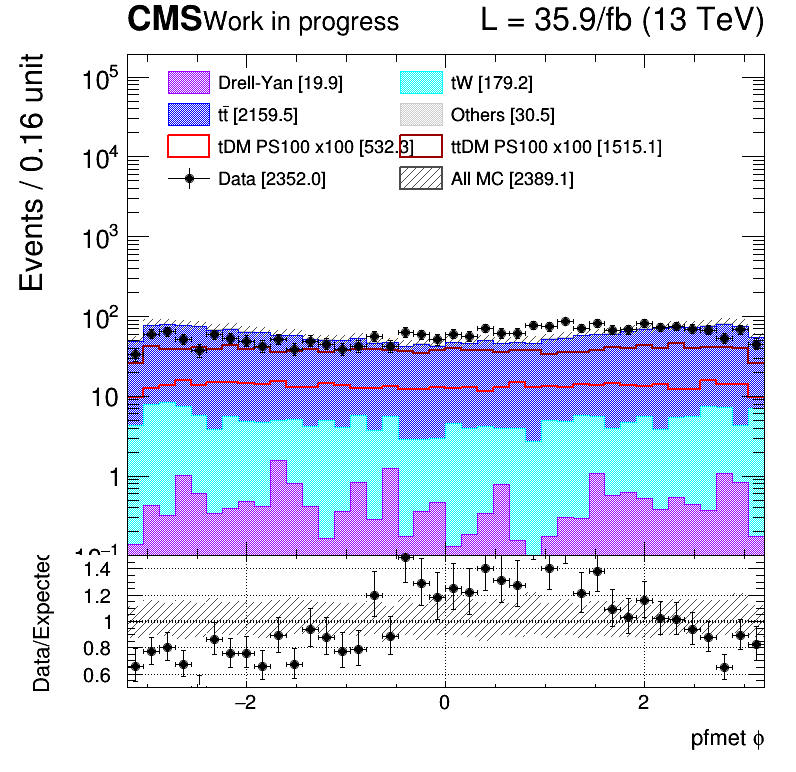 CMS Work in progress L = 35.9/fb (13 TeV)
Events / 0.16 unit
Drell-Yan [19.9] tW [179.2]
tt̄ [2159.5] Others [30.5]
tDM PS100 x100 [532.3] ttDM PS100 x100 [1515.1]
Data [2352.0] All MC [2389.1]
10⁵
10⁴
10³
10²
10
1
10⁻¹
Data/Expected
1.4
1.2
1
0.8
0.6
−2 0 2
pfmet ϕ